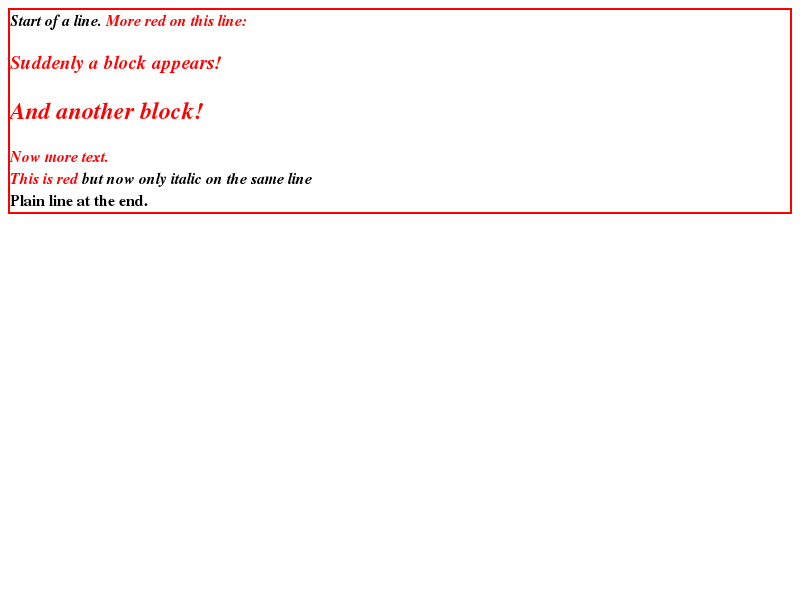 Start of a line. More red on this line:
Suddenly a block appears!
And another block!
Now more text.
This is red but now only italic on the same line
Plain line at the end.